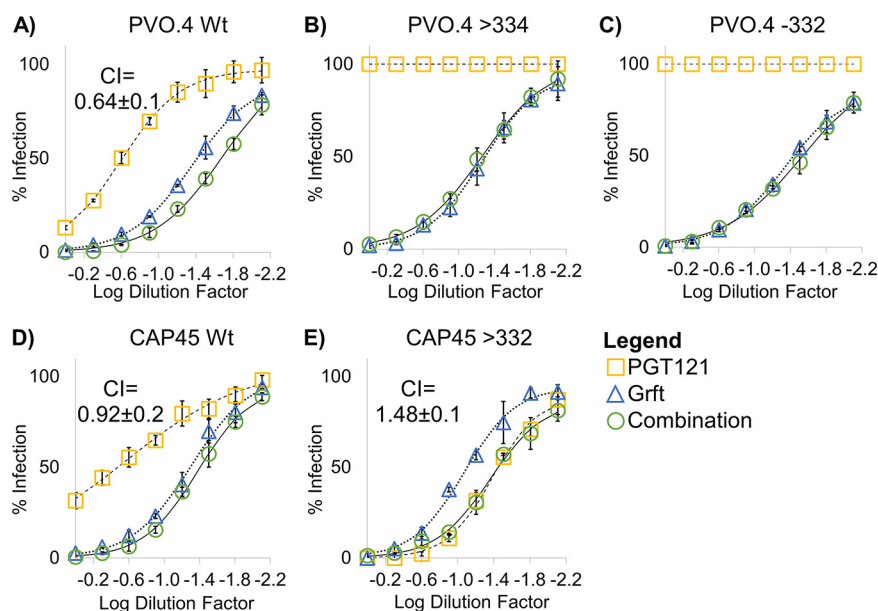 A) PVO.4 Wt
CI=
0.64±0.1
100
50
0
% Infection
-0.2 -0.6 -1.0 -1.4 -1.8 -2.2
Log Dilution Factor
B) PVO.4 >334
100
50
0
% Infection
-0.2 -0.6 -1.0 -1.4 -1.8 -2.2
Log Dilution Factor
C) PVO.4 -332
100
50
0
% Infection
-0.2 -0.6 -1.0 -1.4 -1.8 -2.2
Log Dilution Factor
D) CAP45 Wt
CI=
0.92±0.2
100
50
0
% Infection
-0.2 -0.6 -1.0 -1.4 -1.8 -2.2
Log Dilution Factor
E) CAP45 >332
CI=
1.48±0.1
100
50
0
% Infection
-0.2 -0.6 -1.0 -1.4 -1.8 -2.2
Log Dilution Factor
Legend
PGT121
Grft
Combination